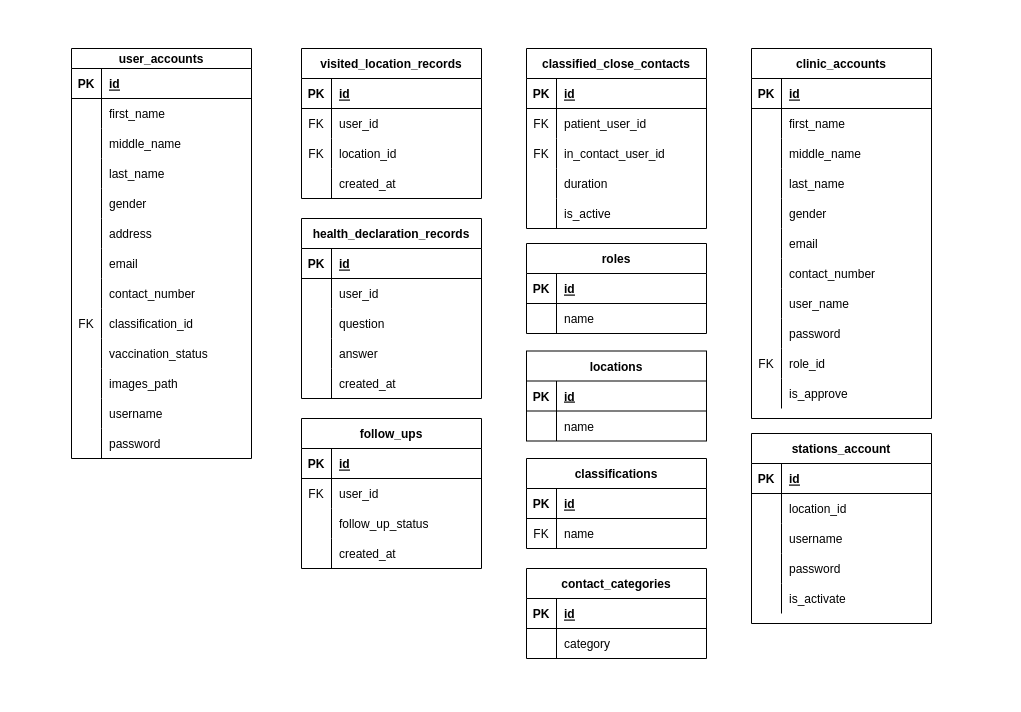 user_accounts
PK id
first_name
middle_name
last_name
gender
address
email
contact_number
FK classification_id
vaccination_status
images_path
username
password
visited_location_records
PK id
FK user_id
FK location_id
created_at
health_declaration_records
PK id
user_id
question
answer
created_at
follow_ups
PK id
FK user_id
follow_up_status
created_at
classified_close_contacts
PK id
FK patient_user_id
FK in_contact_user_id
duration
is_active
roles
PK id
name
locations
PK id
name
classifications
PK id
FK name
contact_categories
PK id
category
clinic_accounts
PK id
first_name
middle_name
last_name
gender
email
contact_number
user_name
password
FK role_id
is_approve
stations_account
PK id
location_id
username
password
is_activate